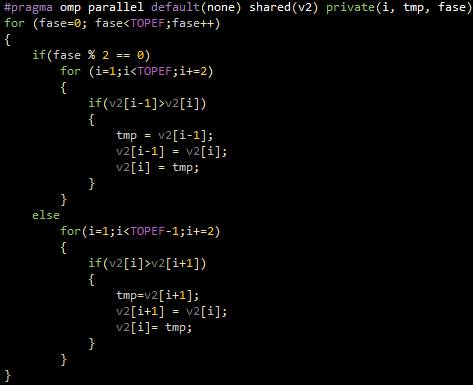 #pragma omp parallel default(none) shared(v2) private(i, tmp, fase)
for (fase=0; fase<TOPEF;fase++)
{
    if(fase % 2 == 0)
        for (i=1;i<TOPEF;i+=2)
        {
            if(v2[i-1]>v2[i])
            {
                tmp = v2[i-1];
                v2[i-1] = v2[i];
                v2[i] = tmp;
            }
        }
    else
        for(i=1;i<TOPEF-1;i+=2)
        {
            if(v2[i]>v2[i+1])
            {
                tmp=v2[i+1];
                v2[i+1] = v2[i];
                v2[i]= tmp;
            }
        }
}